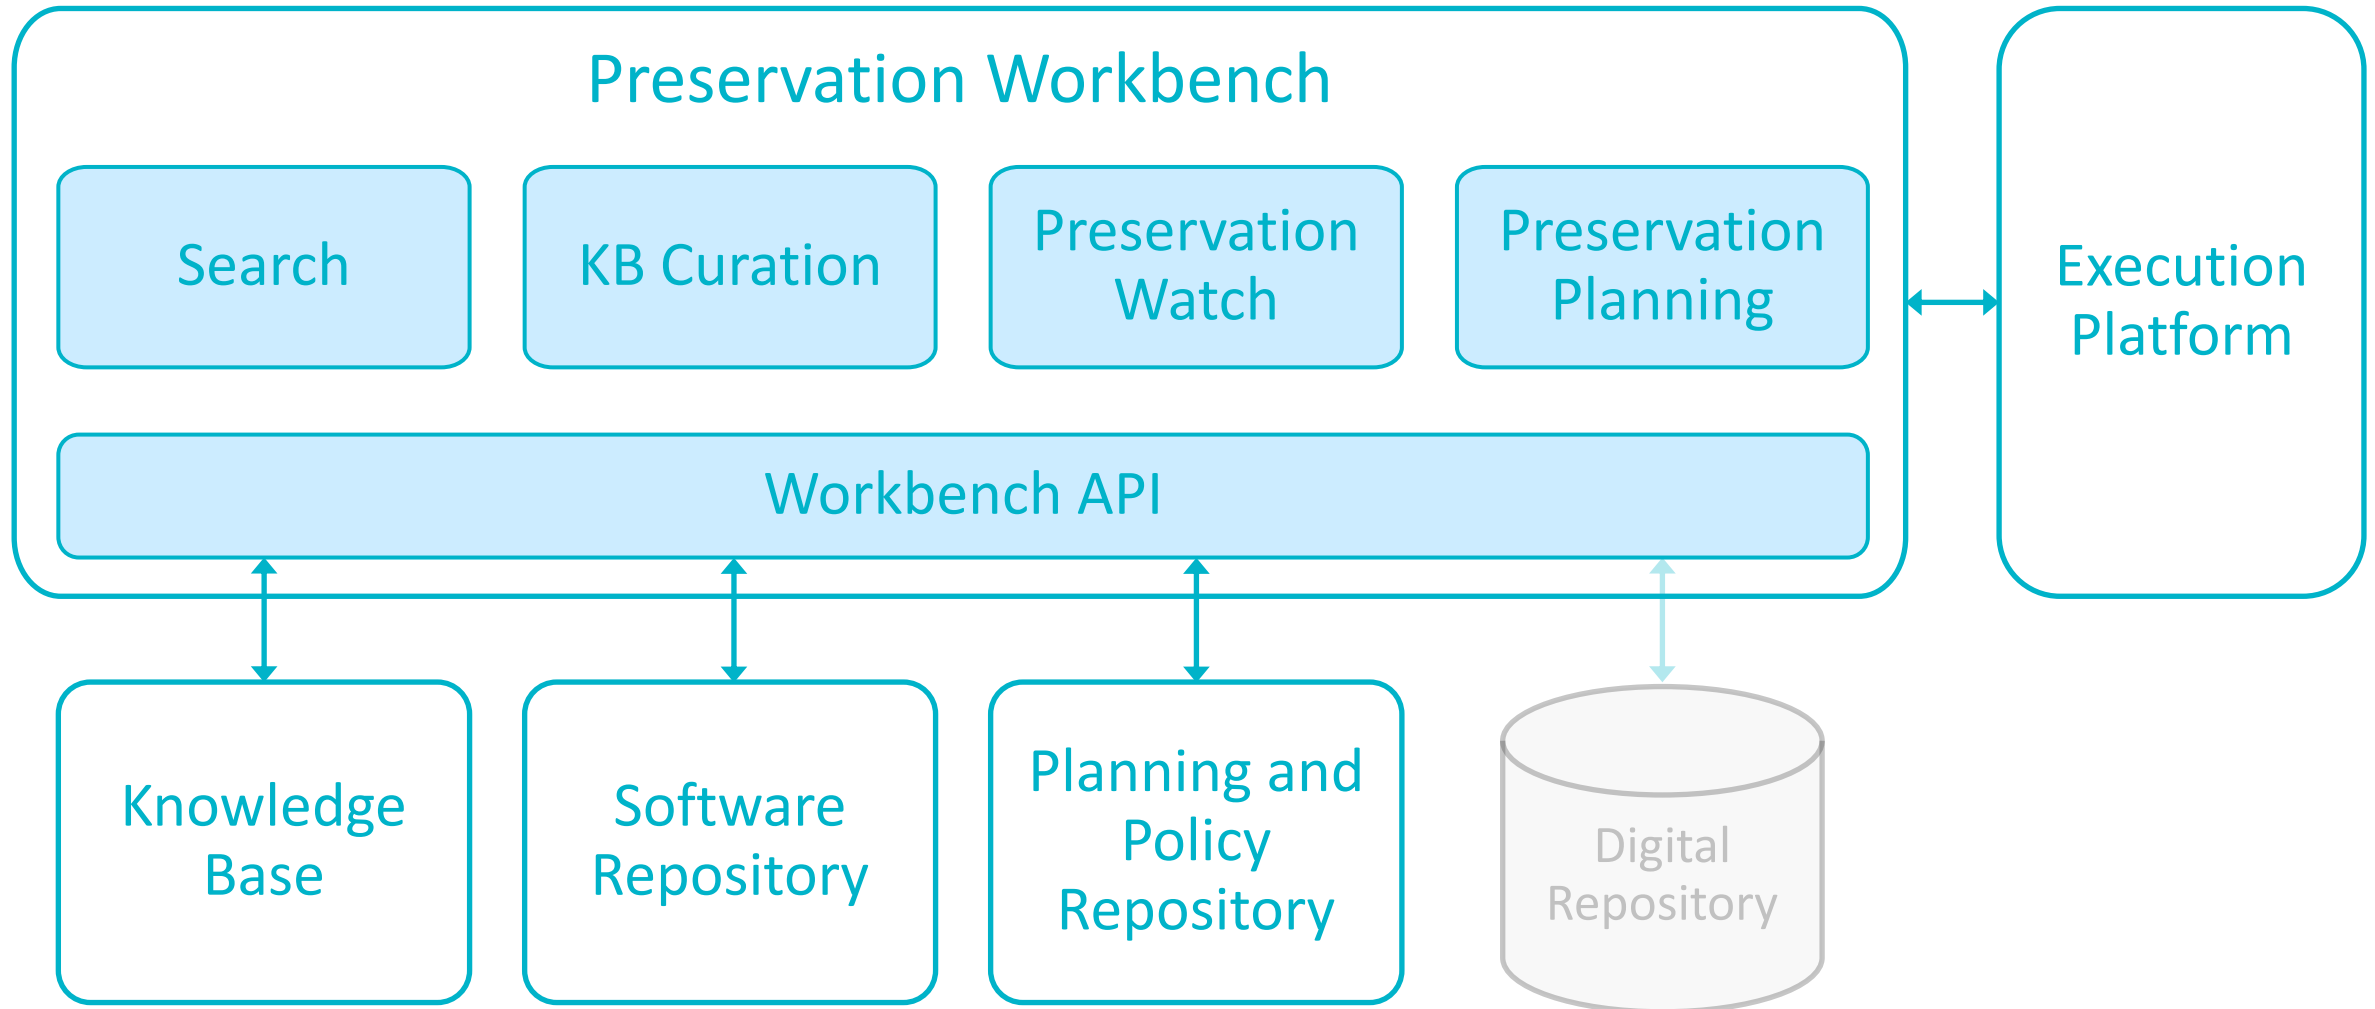 Preservation Workbench
Search
KB Curation
Preservation
Watch
Preservation
Planning
Execution
Platform
Workbench API
Knowledge
Base
Software
Repository
Planning and
Policy
Repository
Digital
Repository